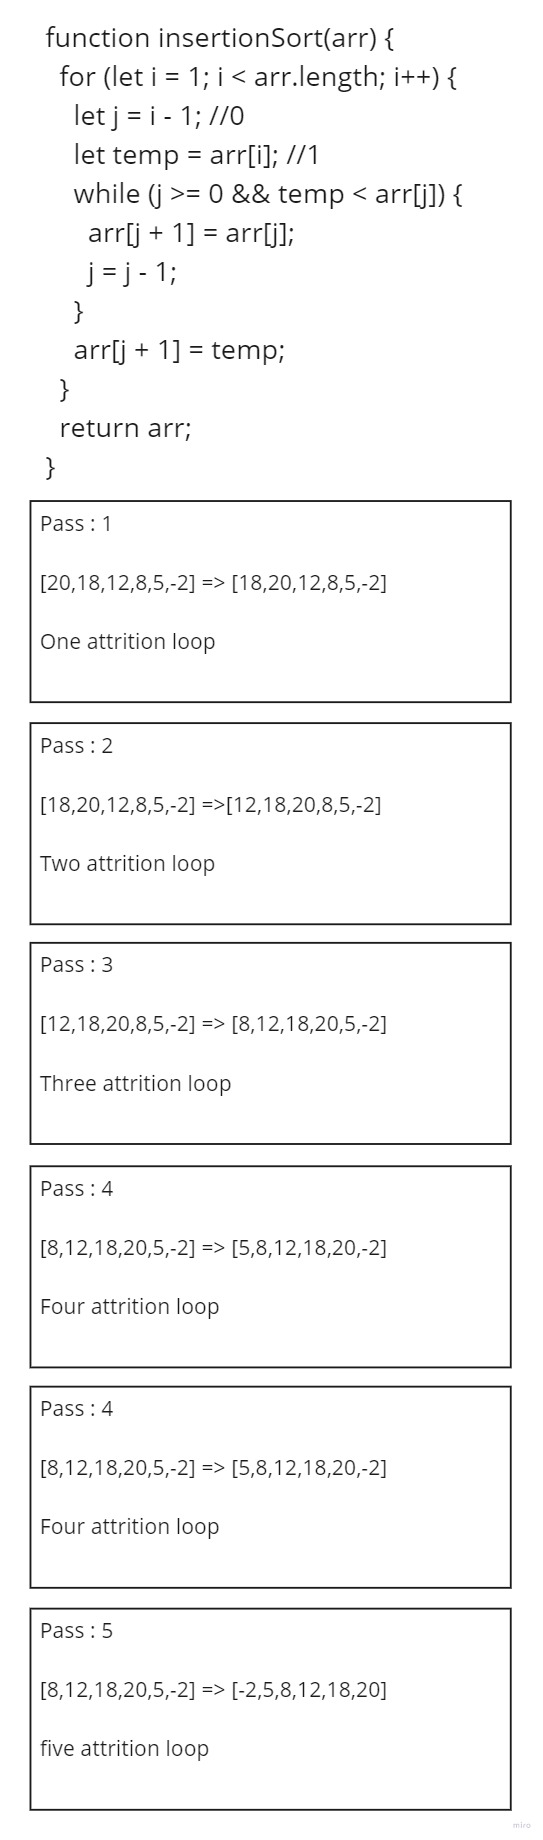 function insertionSort(arr) {
for (let i = 1; i < arr.length; i++) {
let j = i - 1; //0
let temp = arr[i]; //1
while (j >= 0 && temp < arr[j]) {
arr[j + 1] = arr[j];
j = j - 1;
}
arr[j + 1] = temp;
}
return arr;
}
Pass : 1
[20,18,12,8,5,-2] => [18,20,12,8,5,-2]
One attrition loop
Pass : 2
[18,20,12,8,5,-2] =>[12,18,20,8,5,-2]
Two attrition loop
Pass : 3
[12,18,20,8,5,-2] => [8,12,18,20,5,-2]
Three attrition loop
Pass : 4
[8,12,18,20,5,-2] => [5,8,12,18,20,-2]
Four attrition loop
Pass : 4
[8,12,18,20,5,-2] => [5,8,12,18,20,-2]
Four attrition loop
Pass : 5
[8,12,18,20,5,-2] => [-2,5,8,12,18,20]
five attrition loop
miro